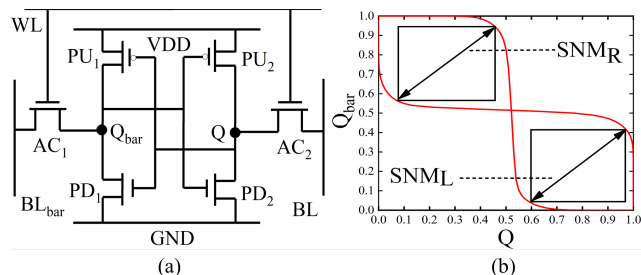 WL
VDD
PU1
PU2
Qbar
Q
AC1
AC2
PD1
PD2
BLbar
BL
GND
(a)
(b)
1.0
0.9
0.8
0.7
0.6
0.5
0.4
0.3
0.2
0.1
0.0
Qbar
SNMR
SNML
0.0 0.1 0.2 0.3 0.4 0.5 0.6 0.7 0.8 0.9 1.0
Q